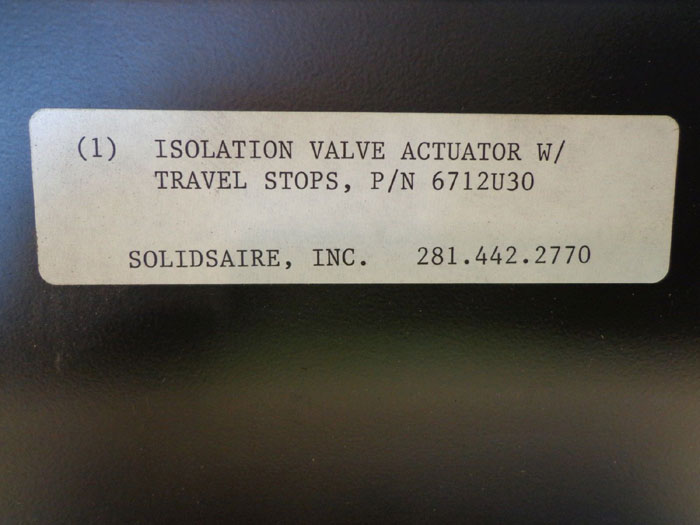 (1) ISOLATION VALVE ACTUATOR W/
TRAVEL STOPS, P/N 6712U30
SOLIDSAIRE, INC. 281.442.2770